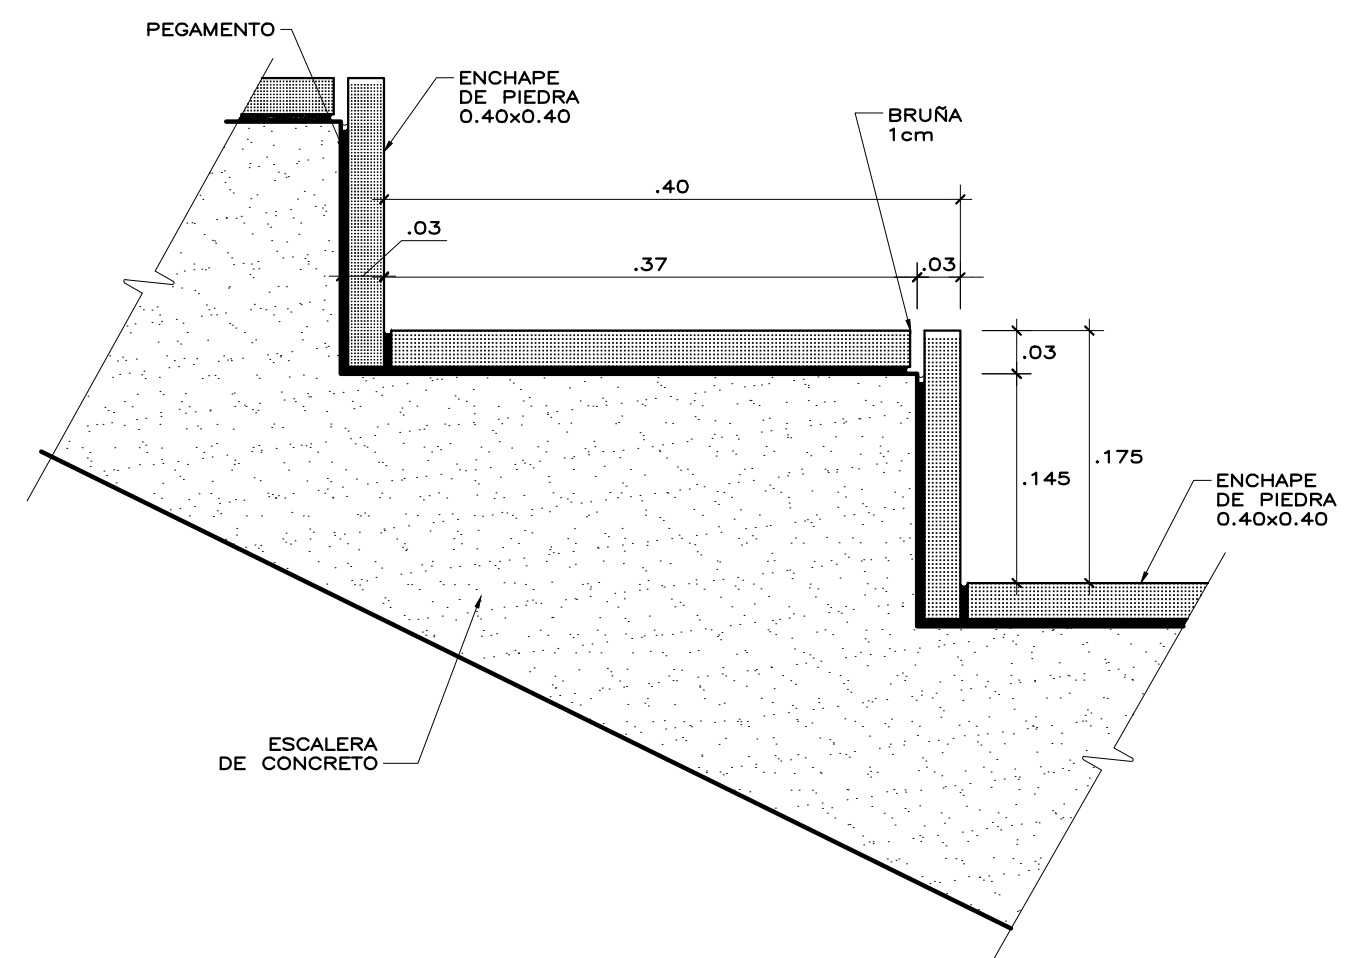 PEGAMENTO
ENCHAPE
DE PIEDRA
0.40x0.40
BRUÑA
1cm
.40
.03
.37
.03
.03
.175
.145
ENCHAPE
DE PIEDRA
0.40x0.40
ESCALERA
DE CONCRETO